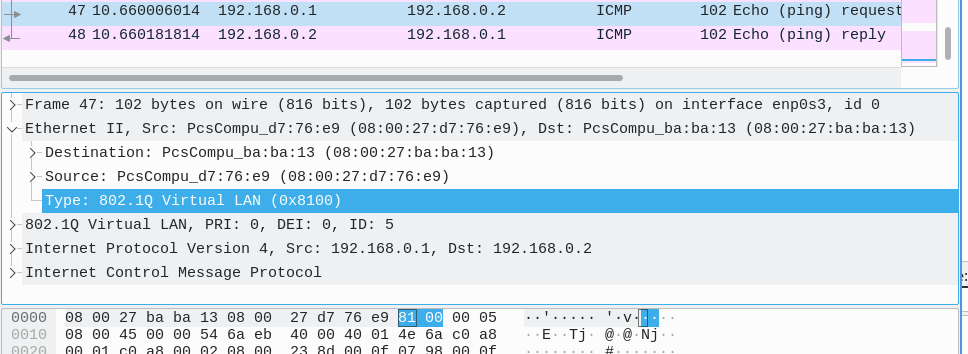 47 10.660006014 192.168.0.1 192.168.0.2 ICMP 102 Echo (ping) request
48 10.660181814 192.168.0.2 192.168.0.1 ICMP 102 Echo (ping) reply
Frame 47: 102 bytes on wire (816 bits), 102 bytes captured (816 bits) on interface enp0s3, id 0
Ethernet II, Src: PcsCompu_d7:76:e9 (08:00:27:d7:76:e9), Dst: PcsCompu_ba:ba:13 (08:00:27:ba:ba:13)
Destination: PcsCompu_ba:ba:13 (08:00:27:ba:ba:13)
Source: PcsCompu_d7:76:e9 (08:00:27:d7:76:e9)
Type: 802.1Q Virtual LAN (0x8100)
802.1Q Virtual LAN, PRI: 0, DEI: 0, ID: 5
Internet Protocol Version 4, Src: 192.168.0.1, Dst: 192.168.0.2
Internet Control Message Protocol
0000 08 00 27 ba ba 13 08 00 27 d7 76 e9 81 00 00 05 ··'····· '·v·····
0010 08 00 45 00 00 54 6a eb 40 00 40 01 4e 6a c0 a8 ··E··Tj· @·@·Nj··
0020 00 01 c0 a8 00 02 08 00 23 8d 00 0f 07 98 00 0f ········ #·······